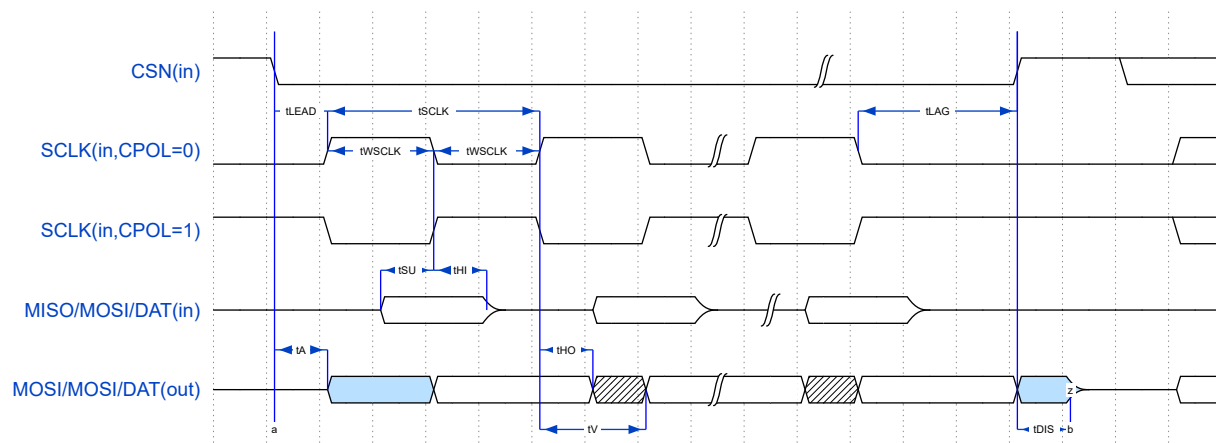 CSN(in)
tLEAD tSCLK tLAG
SCLK(in,CPOL=0) tWSCLK tWSCLK
SCLK(in,CPOL=1)
tSU tHI
MISO/MOSI/DAT(in)
tA tHO
MOSI/MOSI/DAT(out) z
a tV tDIS b